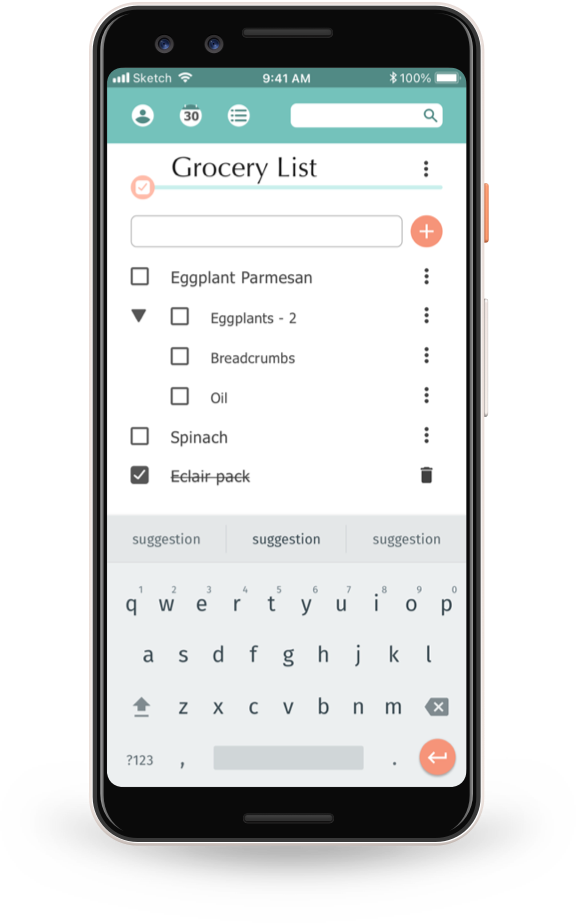 Sketch 9:41 AM 100%
30
Grocery List
Eggplant Parmesan
Eggplants - 2
Breadcrumbs
Oil
Spinach
Eclair pack
suggestion suggestion suggestion
1 2 3 4 5 6 7 8 9 0
q w e r t y u i o p
a s d f g h j k l
z x c v b n m
?123 , .